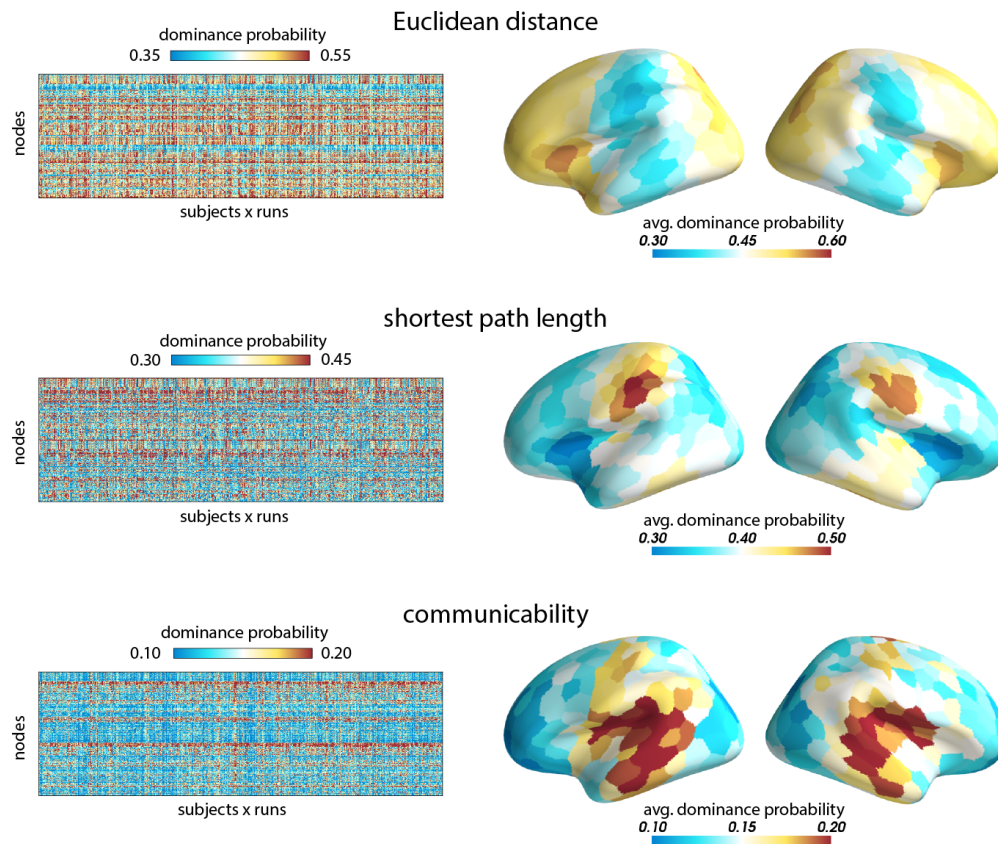 Euclidean distance
dominance probability
0.35 0.55
nodes
subjects x runs
avg. dominance probability
0.30 0.45 0.60
shortest path length
dominance probability
0.30 0.45
nodes
subjects x runs
avg. dominance probability
0.30 0.40 0.50
communicability
dominance probability
0.10 0.20
nodes
subjects x runs
avg. dominance probability
0.10 0.15 0.20